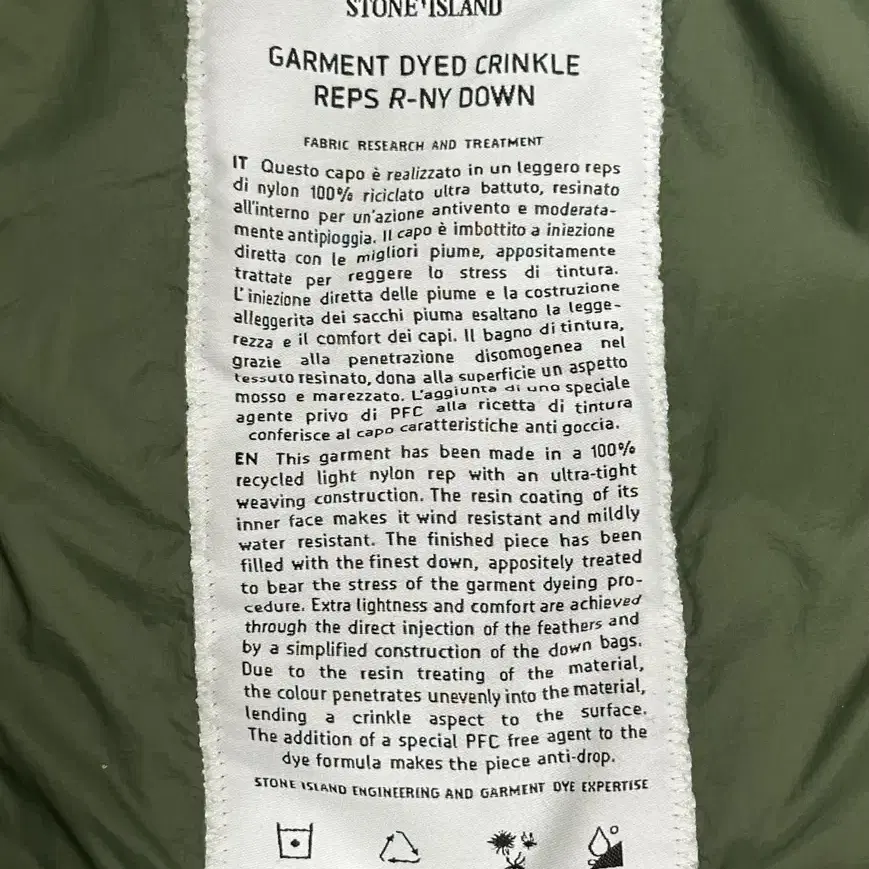 STONE ISLAND
GARMENT DYED CRINKLE
REPS R-NY DOWN
FABRIC RESEARCH AND TREATMENT
IT Questo capo è realizzato in un leggero reps
di nylon 100% riciclato ultra battuto, resinato
all'interno per un'azione antivento e moderata-
mente antipioggia. Il capo è imbottito a iniezione
diretta con le migliori piume, appositamente
trattate per reggere lo stress di tintura.
L'iniezione diretta delle piume e la costruzione
alleggerita dei sacchi piuma esaltano la legge-
rezza e il comfort dei capi. Il bagno di tintura,
grazie alla penetrazione disomogenea nel
tessuto resinato, dona alla superficie un aspetto
mosso e marezzato. L'aggiunta di uno speciale
agente privo di PFC alla ricetta di tintura
conferisce al capo caratteristiche anti goccia.
EN This garment has been made in a 100%
recycled light nylon rep with an ultra-tight
weaving construction. The resin coating of its
inner face makes it wind resistant and mildly
water resistant. The finished piece has been
filled with the finest down, appositely treated
to bear the stress of the garment dyeing pro-
cedure. Extra lightness and comfort are achieved
through the direct injection of the feathers and
by a simplified construction of the down bags.
Due to the resin treating of the material,
the colour penetrates unevenly into the material,
lending a crinkle aspect to the surface.
The addition of a special PFC free agent to the
dye formula makes the piece anti-drop.
STONE ISLAND ENGINEERING AND GARMENT DYE EXPERTISE